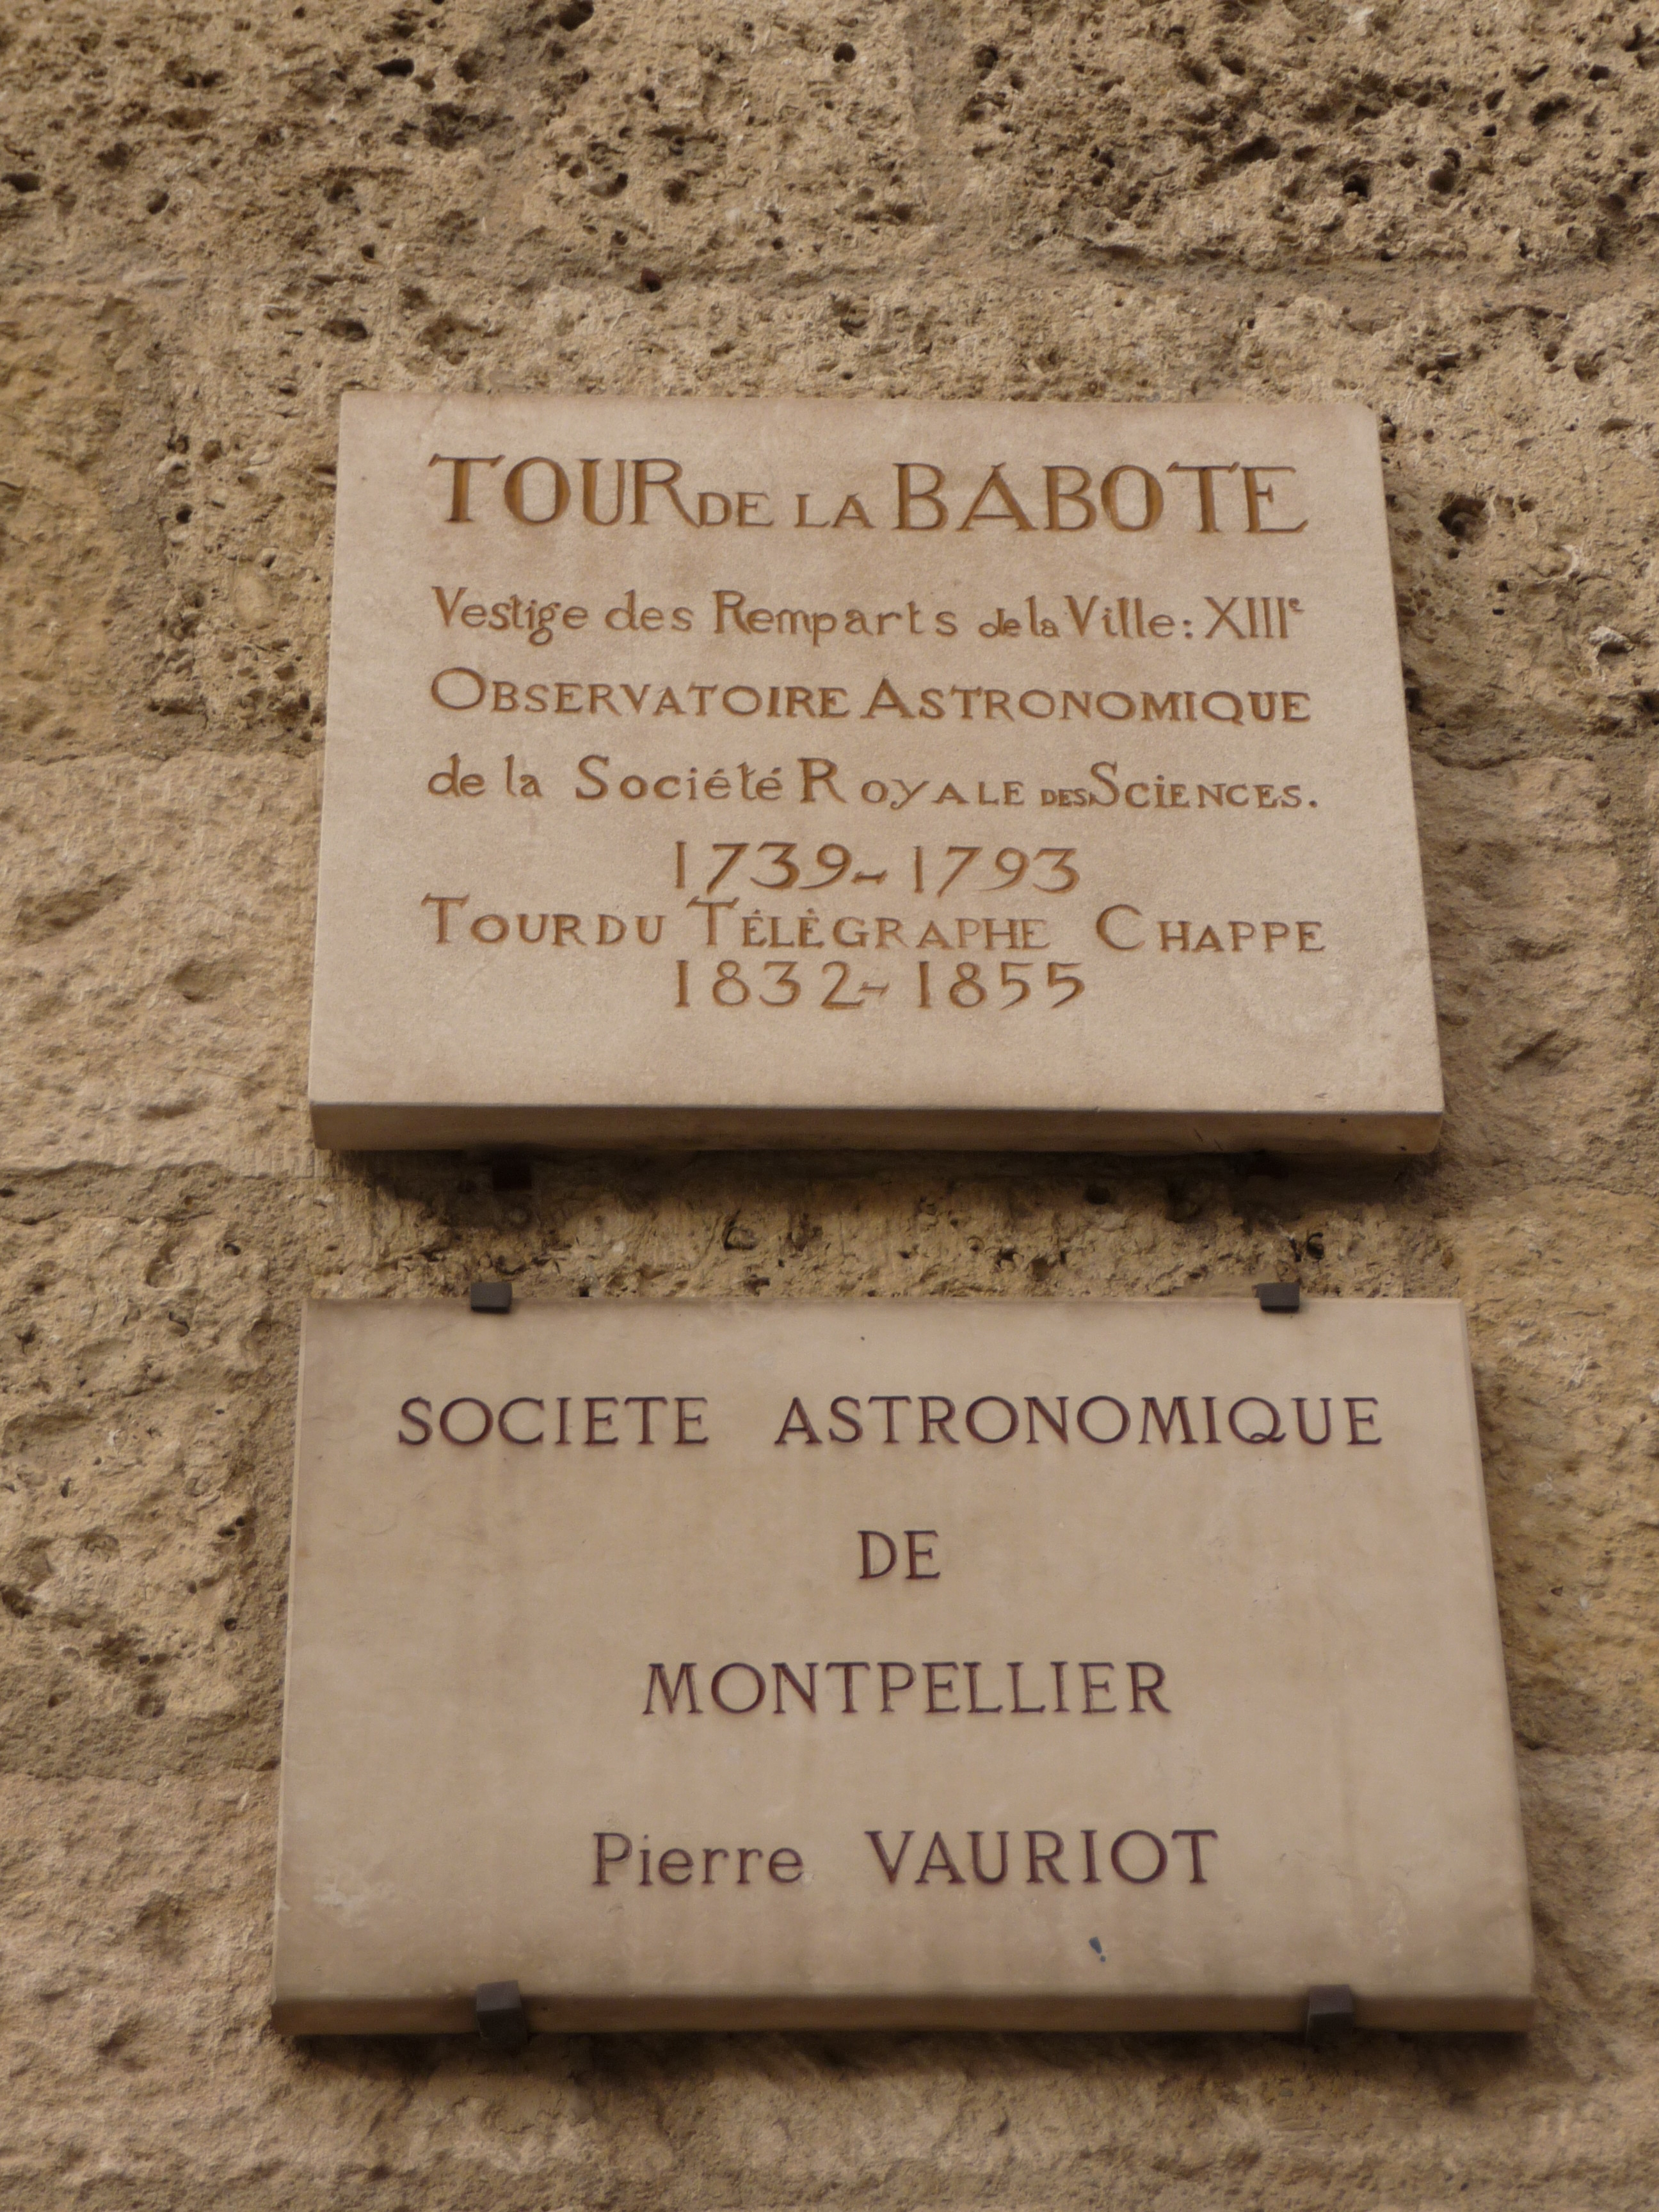 TOUR DE LA BABOTE
Vestige des Remparts de la Ville: XIIIe
OBSERVATOIRE ASTRONOMIQUE
de la Société ROYALE DES SCIENCES.
1739-1793
TOUR DU TÉLÉGRAPHE CHAPPE
1832-1855
SOCIETE ASTRONOMIQUE
DE
MONTPELLIER
Pierre VAURIOT